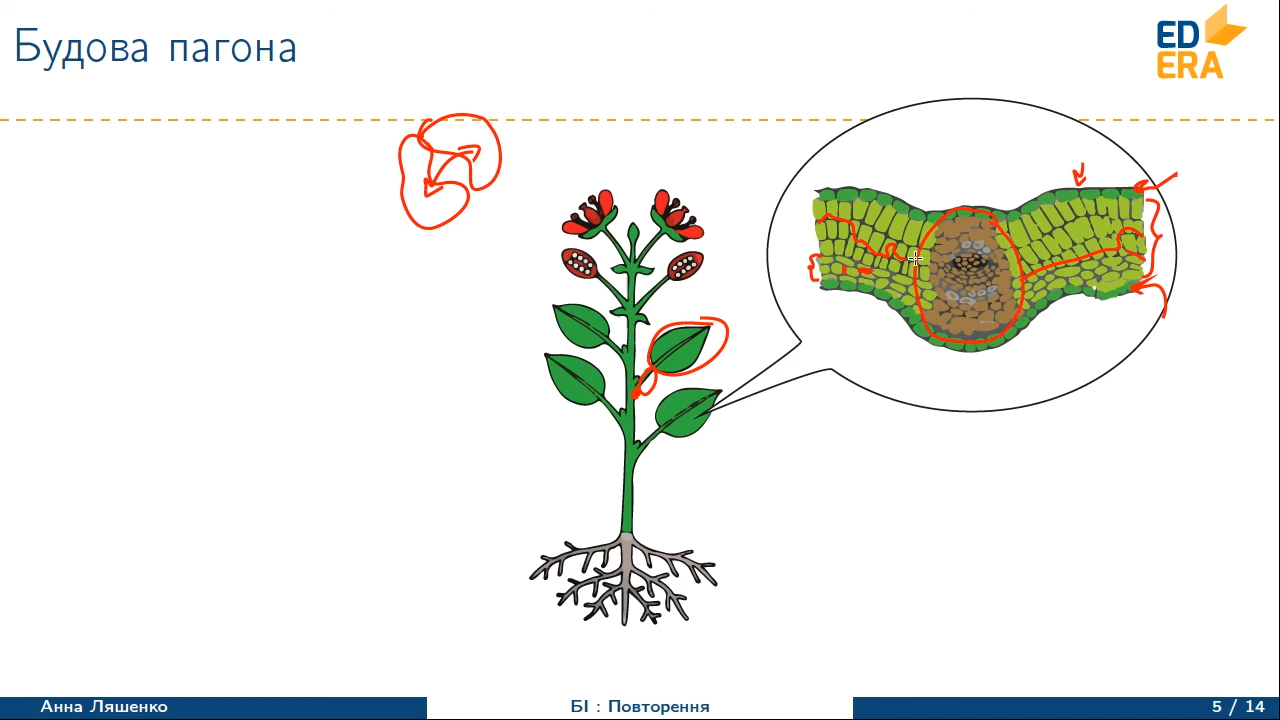 Будова пагона
ED
ERA
Анна Ляшенко
БІ : Повторення
5 / 14